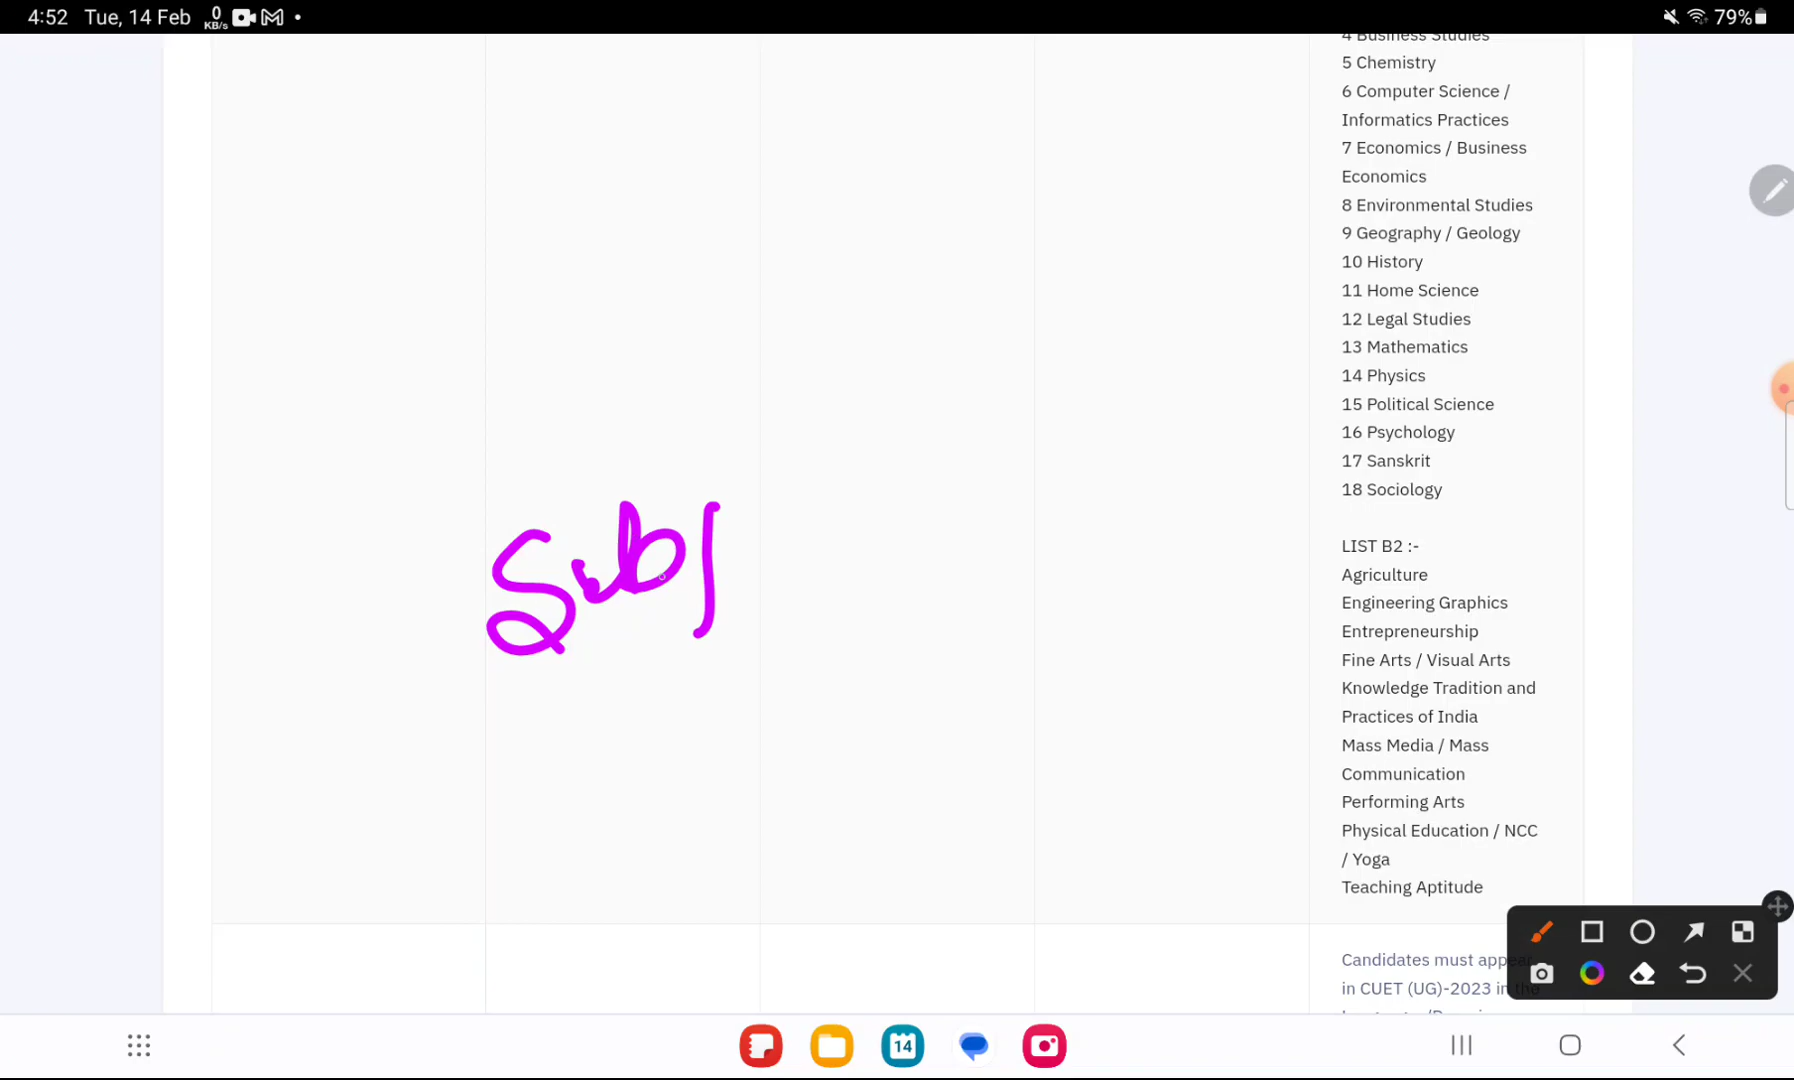 4:52 Tue, 14 Feb 0 KB/s 79%
4 Business Studies
5 Chemistry
6 Computer Science /
Informatics Practices
7 Economics / Business
Economics
8 Environmental Studies
9 Geography / Geology
10 History
11 Home Science
12 Legal Studies
13 Mathematics
14 Physics
15 Political Science
16 Psychology
17 Sanskrit
18 Sociology
Subj
LIST B2 :-
Agriculture
Engineering Graphics
Entrepreneurship
Fine Arts / Visual Arts
Knowledge Tradition and
Practices of India
Mass Media / Mass
Communication
Performing Arts
Physical Education / NCC
/ Yoga
Teaching Aptitude
Candidates must appear
in CUET (UG)-2023 in the
14